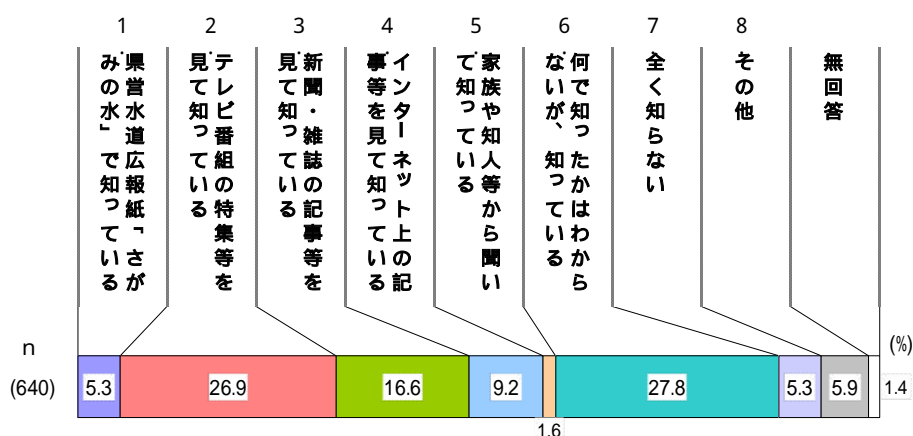 1
2
3
4
5
6
7
8
県営水道広報紙「さが
みの水」で知っている
テレビ番組の特集等を
見て知っている
新聞・雑誌の記事等を
見て知っている
インターネット上の記
事等を見て知っている
家族や知人等から聞い
て知っている
何で知ったかはわから
ないが、知っている
全く知らない
その他
無回答
n
(%)
(640)
5.3
26.9
16.6
9.2
1.6
27.8
5.3
5.9
1.4